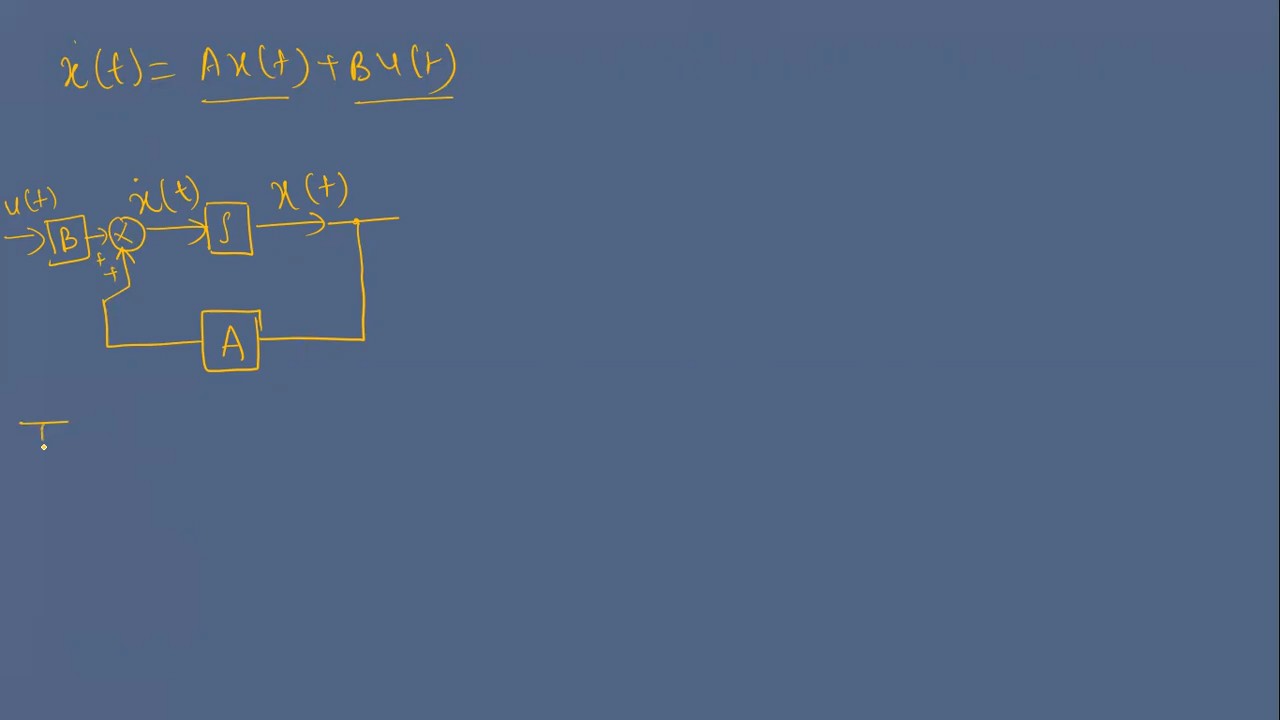 ẋ(t) = Ax(t) + Bu(t)
u(t) ẋ(t) x(t)
B ∫
+
+
A